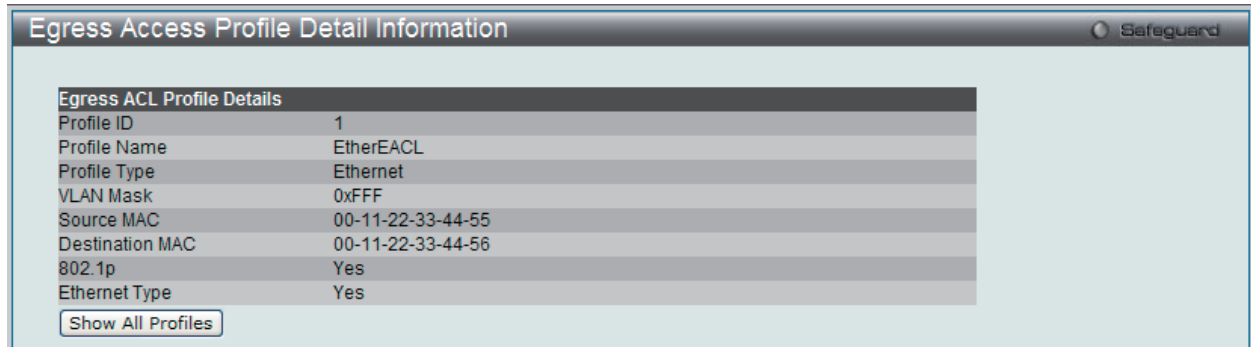 Egress Access Profile Detail Information
Safeguard
Egress ACL Profile Details
Profile ID 1
Profile Name EtherEACL
Profile Type Ethernet
VLAN Mask 0xFFF
Source MAC 00-11-22-33-44-55
Destination MAC 00-11-22-33-44-56
802.1p Yes
Ethernet Type Yes
Show All Profiles